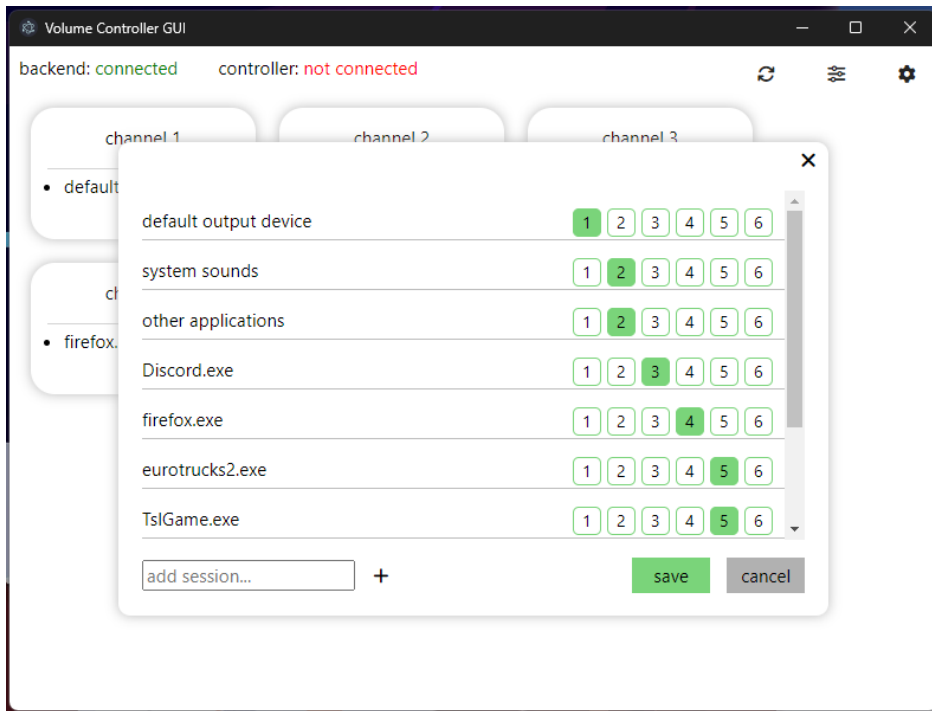 Volume Controller GUI
backend: connected controller: not connected
channel 1 channel 2 channel 3
• default
• firefox.
default output device 1 2 3 4 5 6
system sounds 1 2 3 4 5 6
other applications 1 2 3 4 5 6
Discord.exe 1 2 3 4 5 6
firefox.exe 1 2 3 4 5 6
eurotrucks2.exe 1 2 3 4 5 6
TslGame.exe 1 2 3 4 5 6
add session... + save cancel